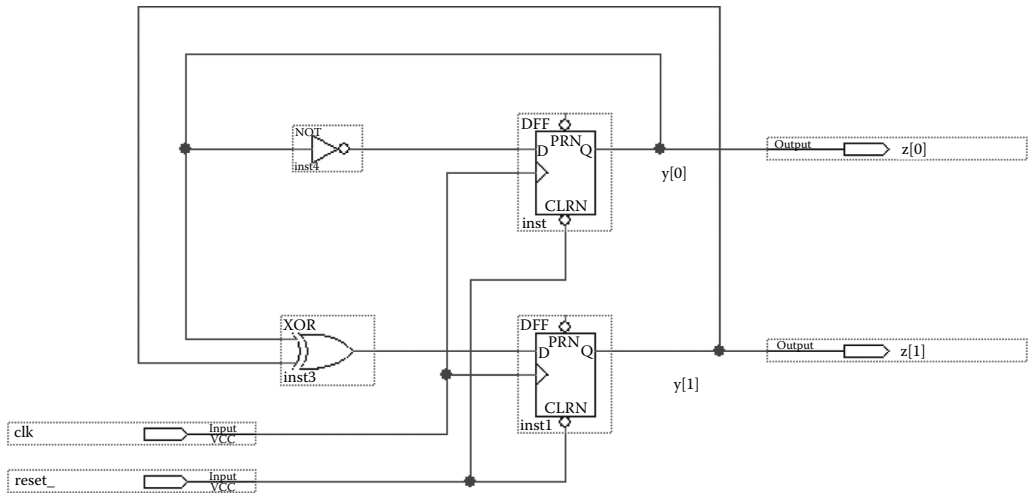 NOT
inst4
DFF
PRN
D
Q
CLRN
inst
y[0]
Output
z[0]
XOR
inst3
DFF
PRN
D
Q
CLRN
inst1
y[1]
Output
z[1]
clk
Input
VCC
reset_
Input
VCC